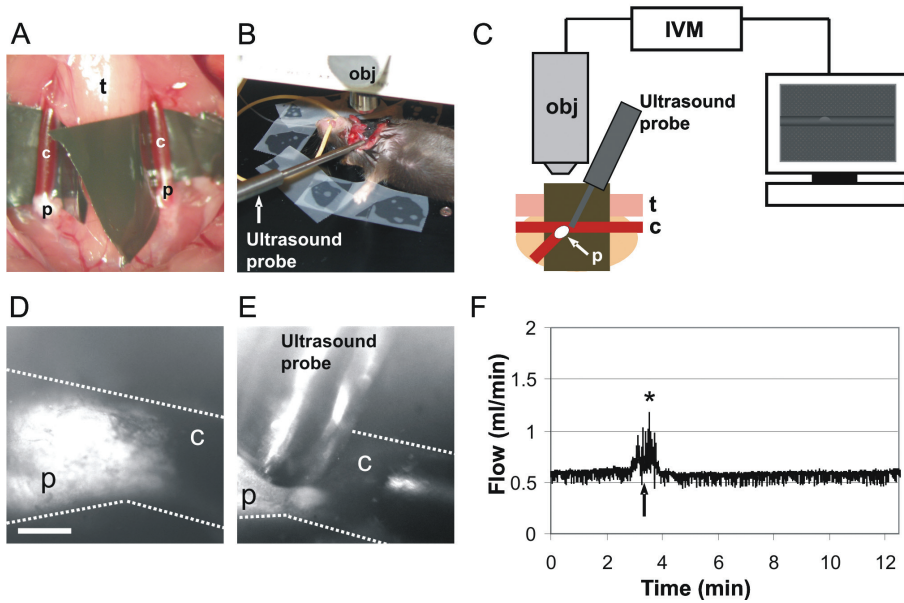 A
t
c
c
p
p
B
obj
Ultrasound
probe
C
IVM
obj
Ultrasound
probe
t
c
p
D
c
p
E
Ultrasound
probe
c
p
F
Flow (ml/min)
2
1.5
1
0.5
0
*
0
2
4
6
8
10
12
Time (min)